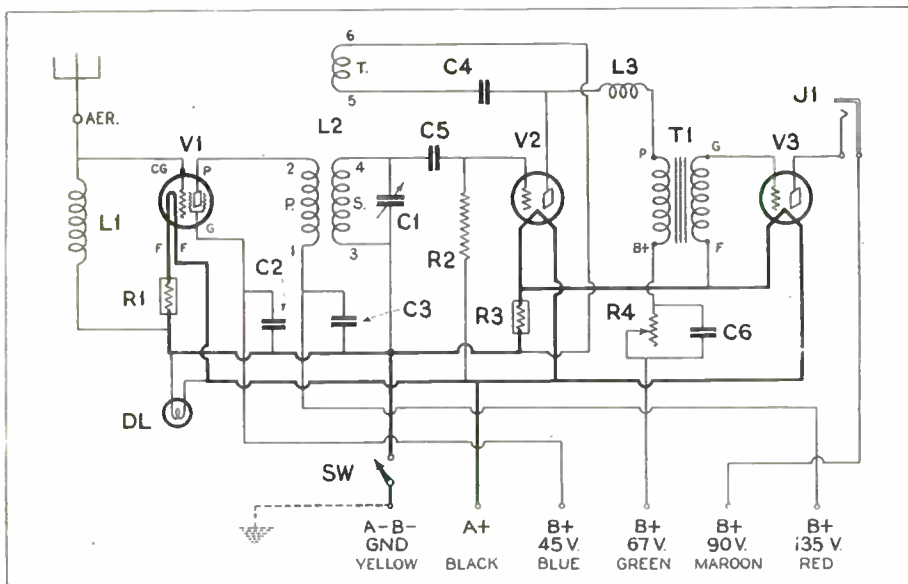 6
T.
5
C4
L3
J1
AER.
V1
L2
C5
V2
T1
V3
CG
P
2
4
P
G
L1
P.
S.
C1
G
F
F
1
3
R2
B+
F
C2
R1
C3
R3
R4
C6
DL
SW
A-B- A+ B+ B+ B+ B+
GND 45 V. 67 V. 90 V. 135 V.
YELLOW BLACK BLUE GREEN MAROON RED